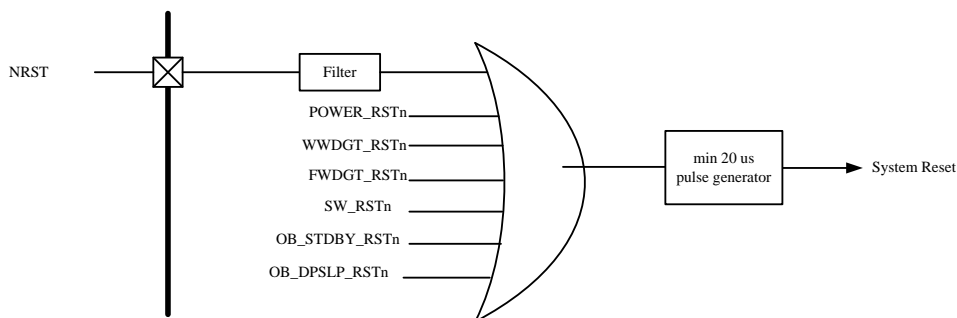 NRST
Filter
POWER_RSTn
WWDGT_RSTn
FWDGT_RSTn
SW_RSTn
OB_STDBY_RSTn
OB_DPSLP_RSTn
min 20 us
pulse generator
System Reset